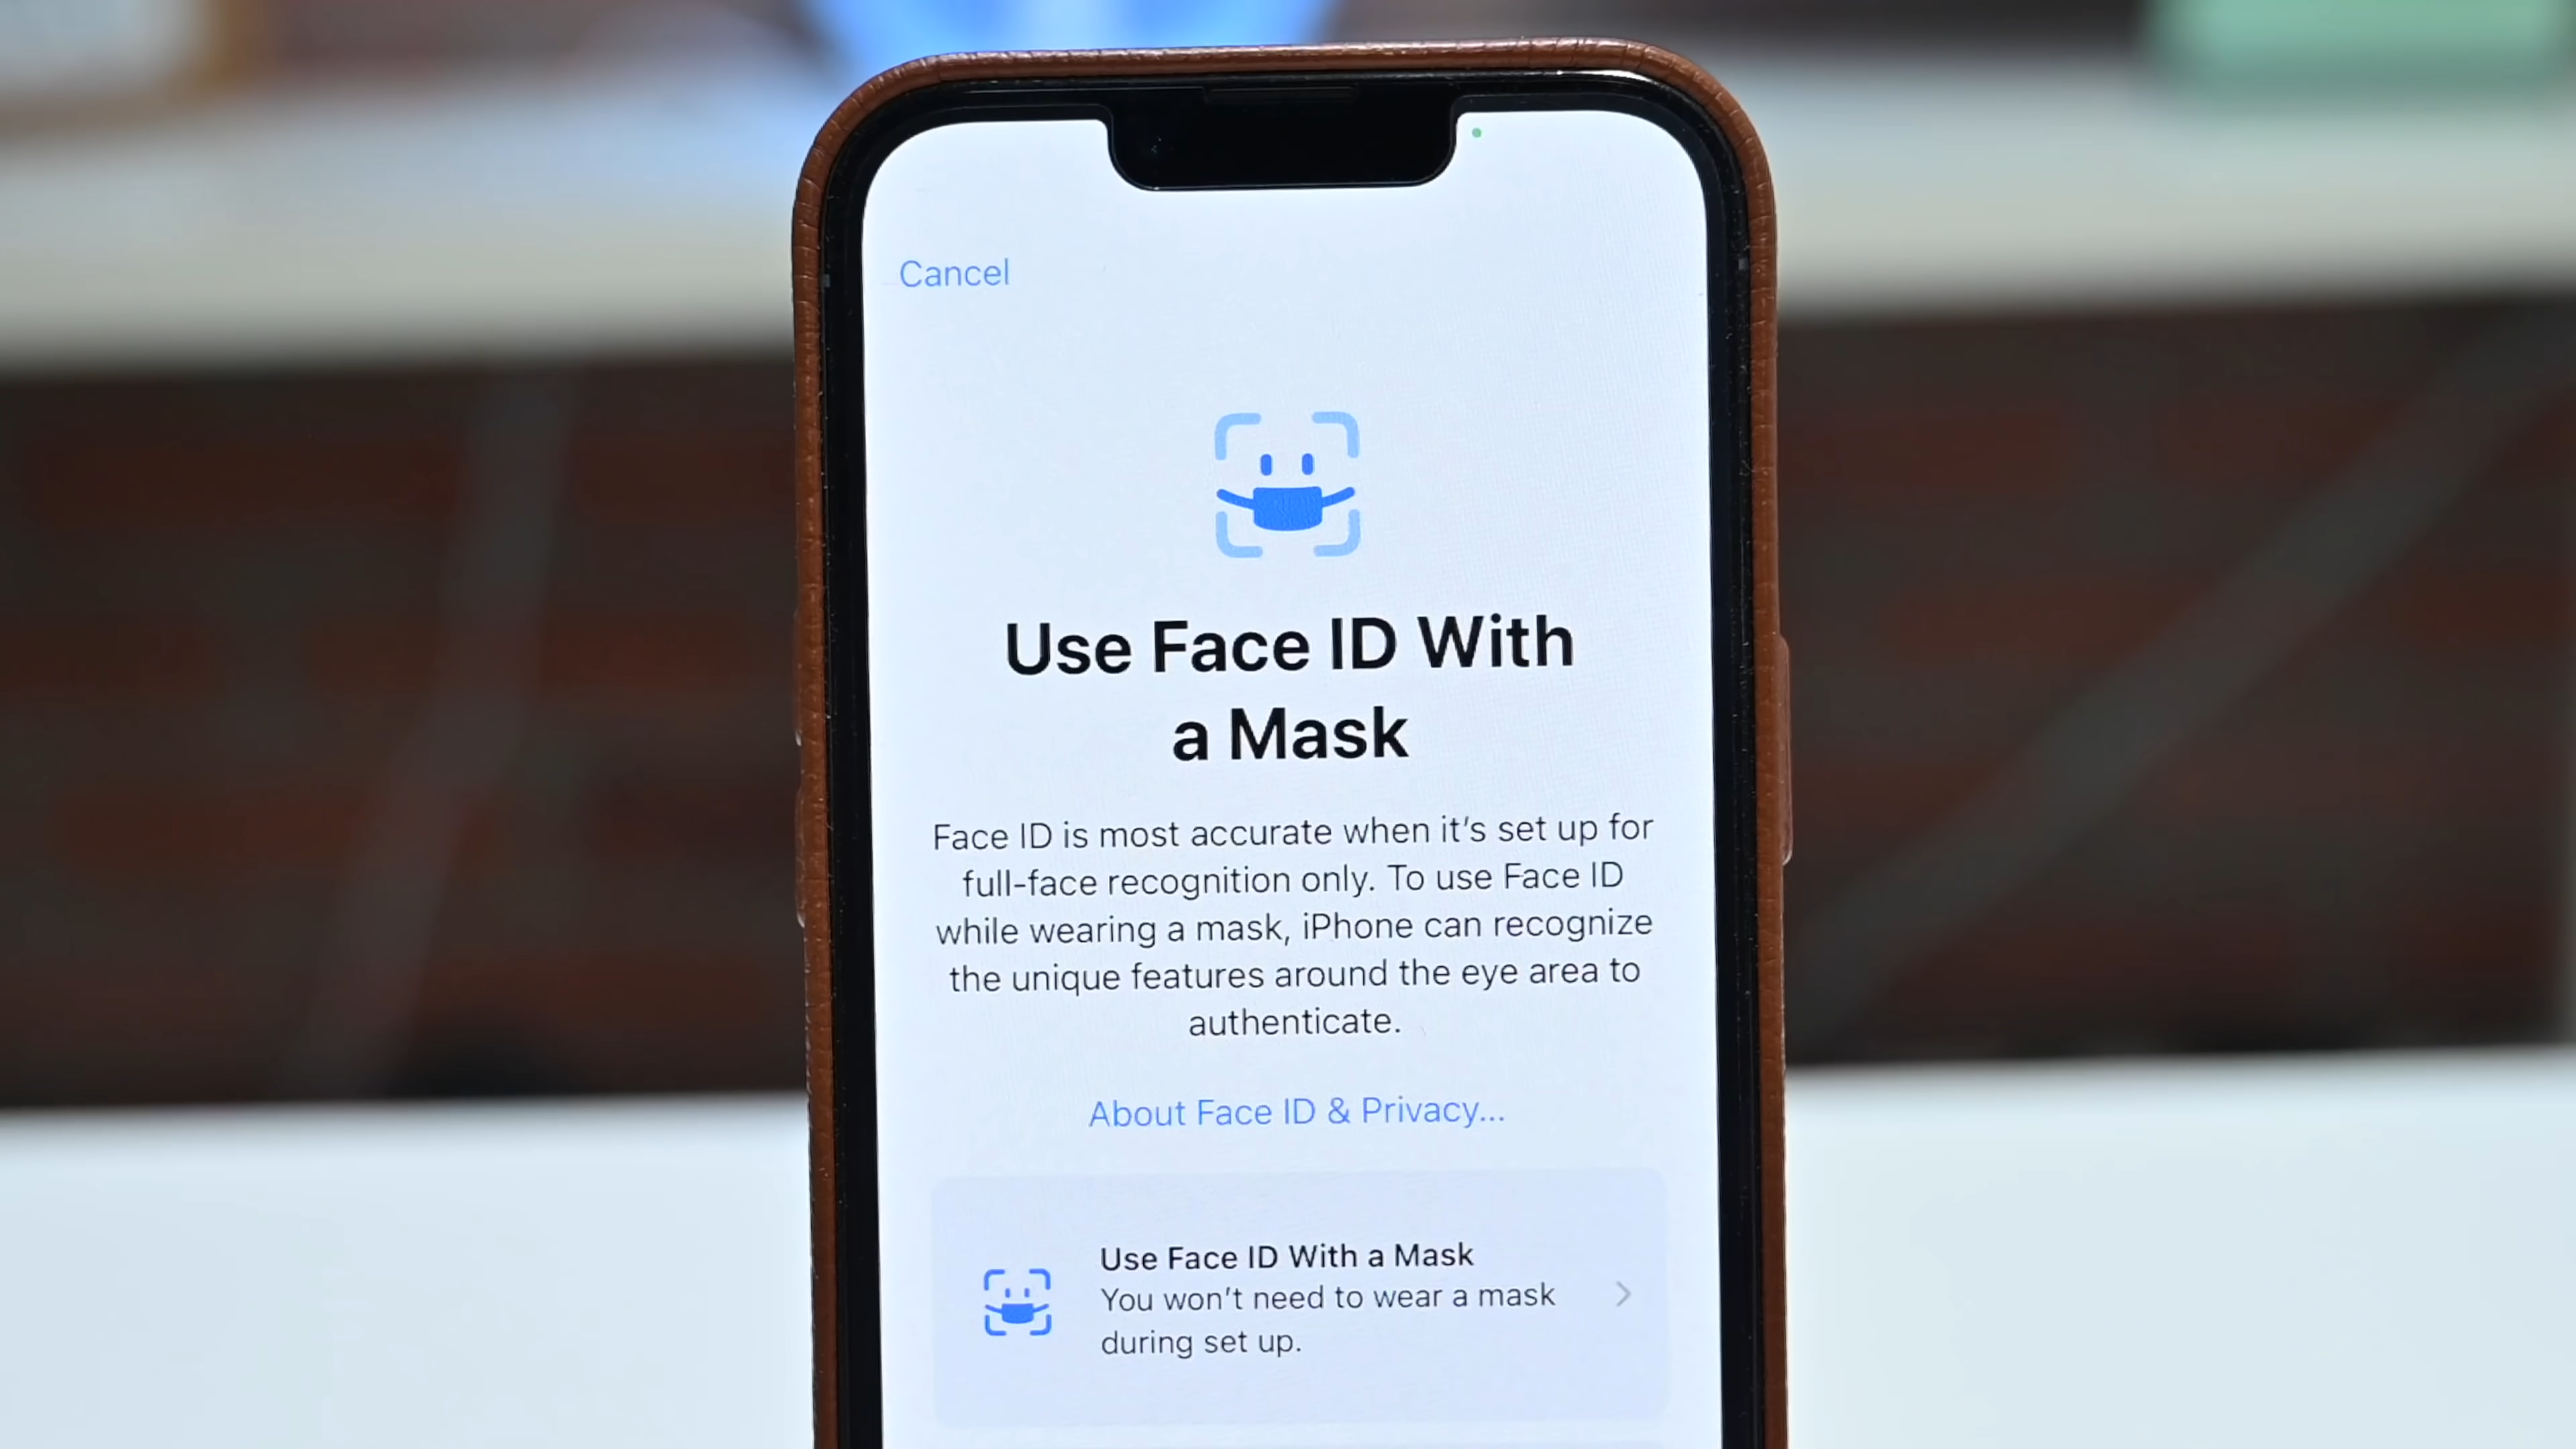 Cancel
Use Face ID With
a Mask
Face ID is most accurate when it's set up for
full-face recognition only. To use Face ID
while wearing a mask, iPhone can recognize
the unique features around the eye area to
authenticate.
About Face ID & Privacy...
Use Face ID With a Mask
You won't need to wear a mask
during set up.